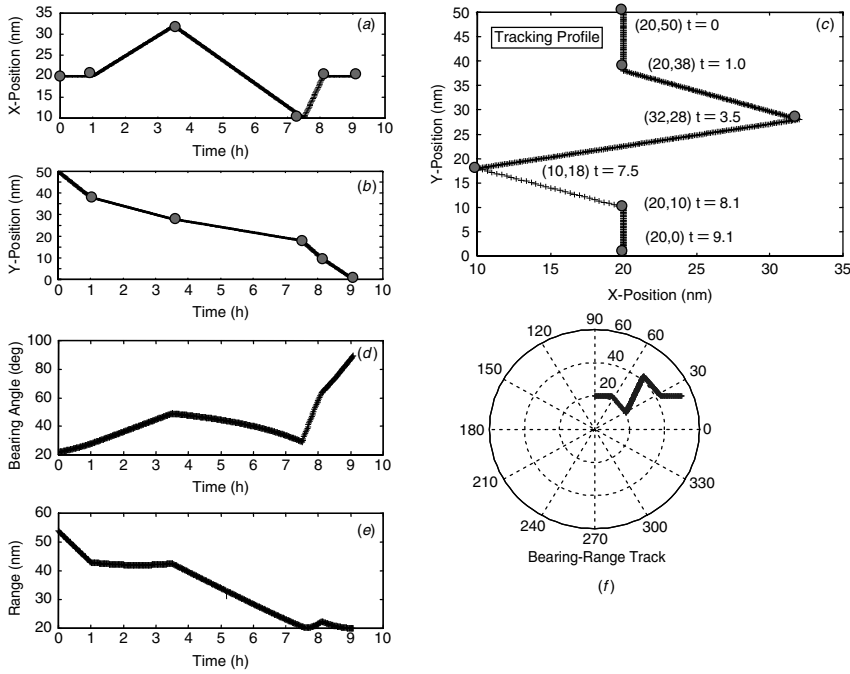 (a)
X-Position (nm)
35
30
25
20
15
10
0 1 2 3 4 5 6 7 8 9 10
Time (h)
(b)
Y-Position (nm)
50
40
30
20
10
0
0 1 2 3 4 5 6 7 8 9 10
Time (h)
(d)
Bearing Angle (deg)
100
80
60
40
20
0 1 2 3 4 5 6 7 8 9 10
Time (h)
(e)
Range (nm)
60
50
40
30
20
0 1 2 3 4 5 6 7 8 9 10
Time (h)
(c)
Tracking Profile
Y-Position (nm)
50
45
40
35
30
25
20
15
10
5
0
(20,50) t = 0
(20,38) t = 1.0
(32,28) t = 3.5
(10,18) t = 7.5
(20,10) t = 8.1
(20,0) t = 9.1
10 15 20 25 30 35
X-Position (nm)
90
120 60 60
40
150 20 30
180 0
210 330
240 300
270
Bearing-Range Track
(f)